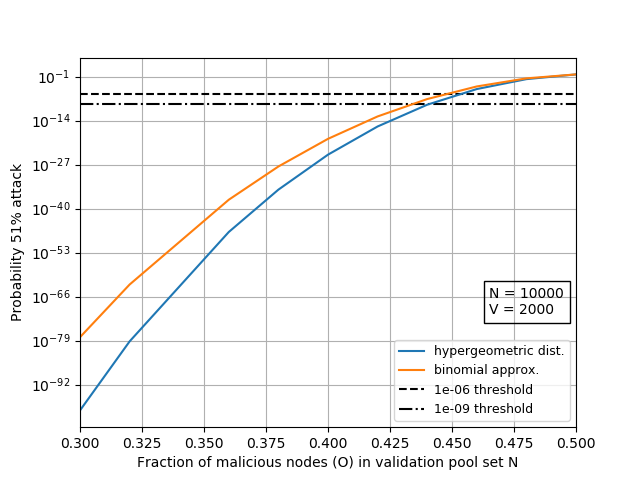 10⁻¹
10⁻¹⁴
10⁻²⁷
10⁻⁴⁰
10⁻⁵³
10⁻⁶⁶
10⁻⁷⁹
10⁻⁹²
Probability 51% attack
N = 10000
V = 2000
hypergeometric dist.
binomial approx.
1e-06 threshold
1e-09 threshold
0.300 0.325 0.350 0.375 0.400 0.425 0.450 0.475 0.500
Fraction of malicious nodes (O) in validation pool set N